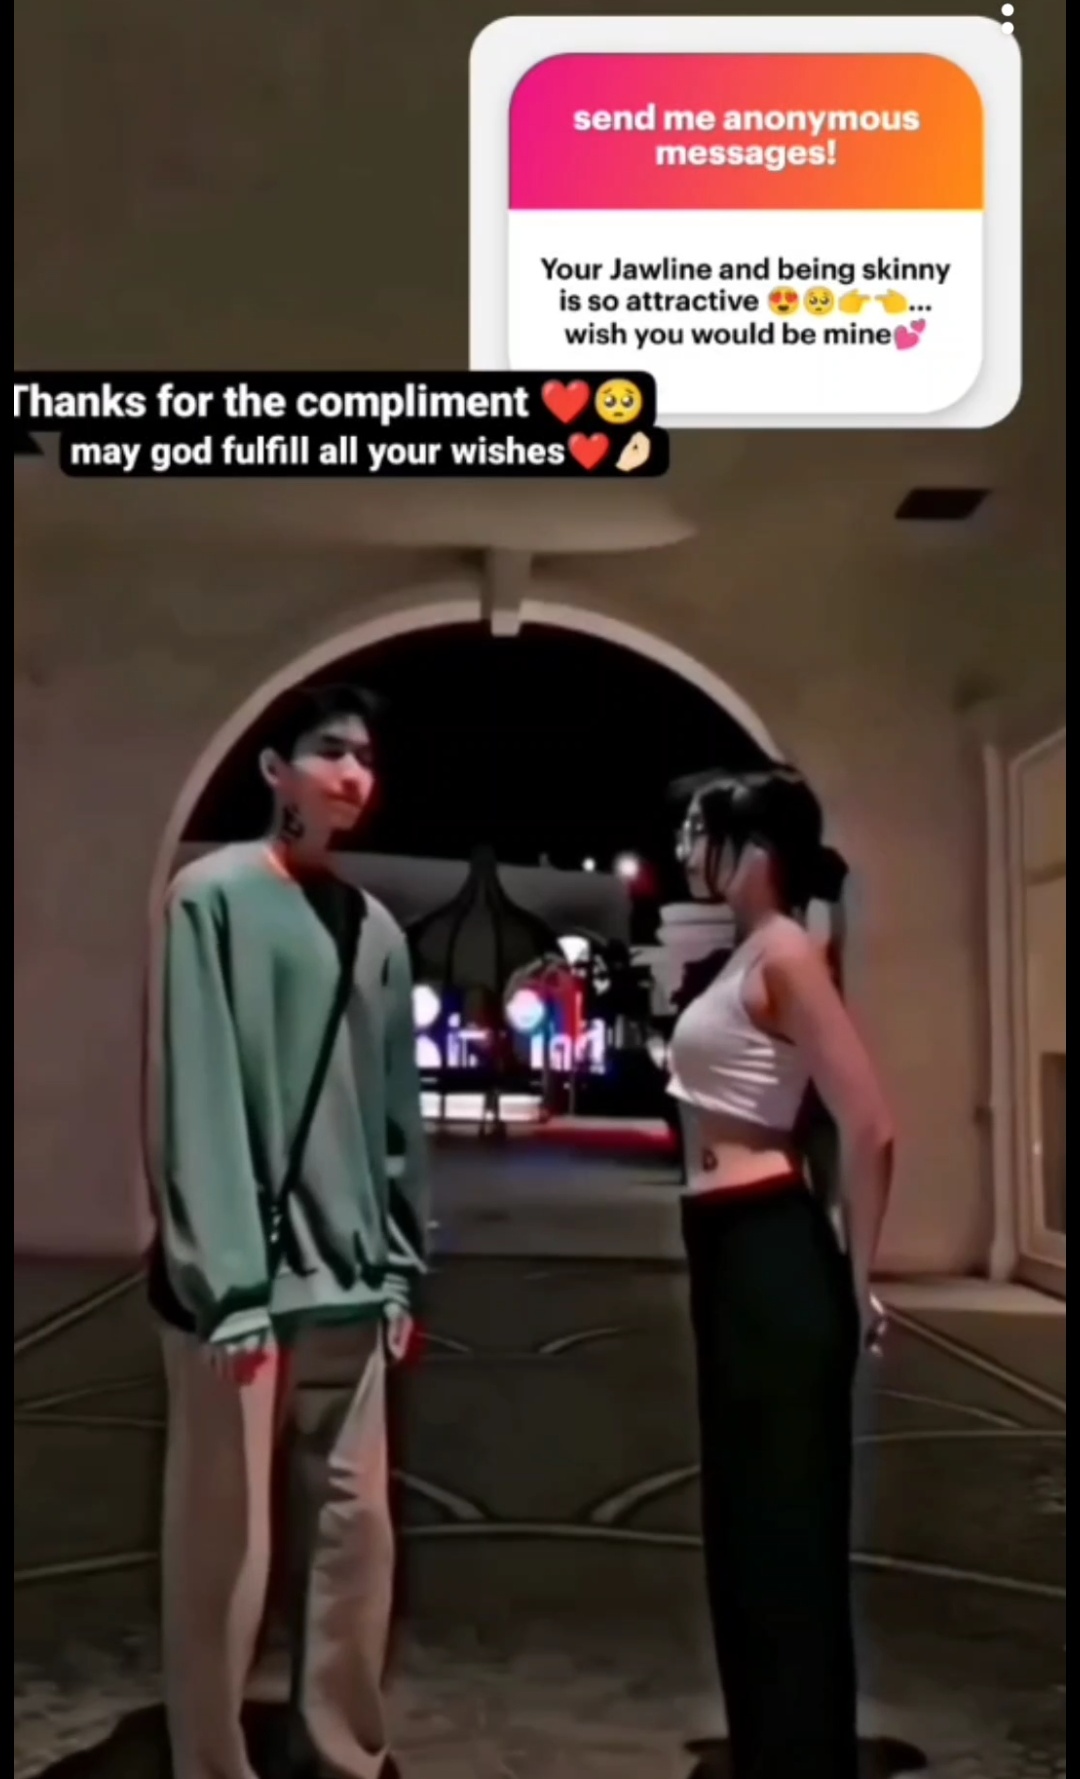 send me anonymous
messages!
Your Jawline and being skinny
is so attractive 😍🥺👉👈...
wish you would be mine💕
Thanks for the compliment ❤️🥺
may god fulfill all your wishes❤️🤌🏻